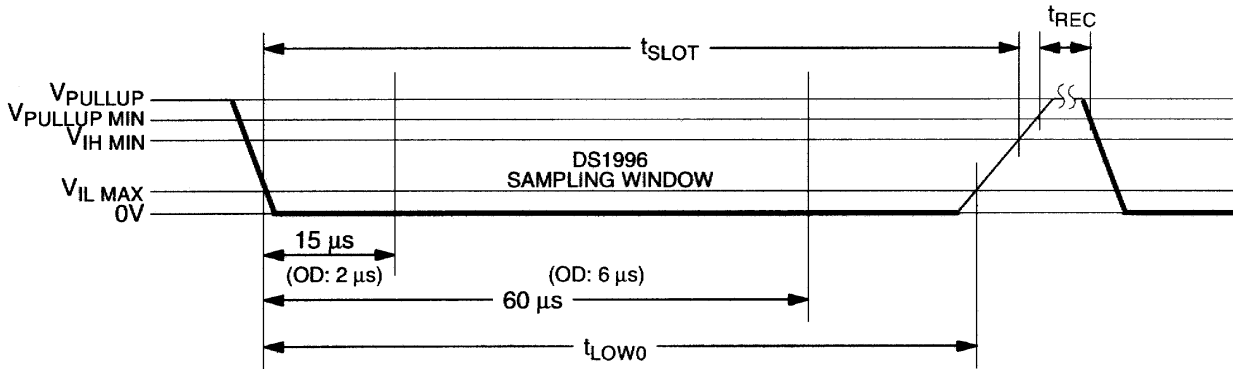 tREC
tSLOT
VPULLUP
VPULLUP MIN
VIH MIN
DS1996
SAMPLING WINDOW
VIL MAX
0V
15 μs
(OD: 2 μs) (OD: 6 μs)
60 μs
tLOW0